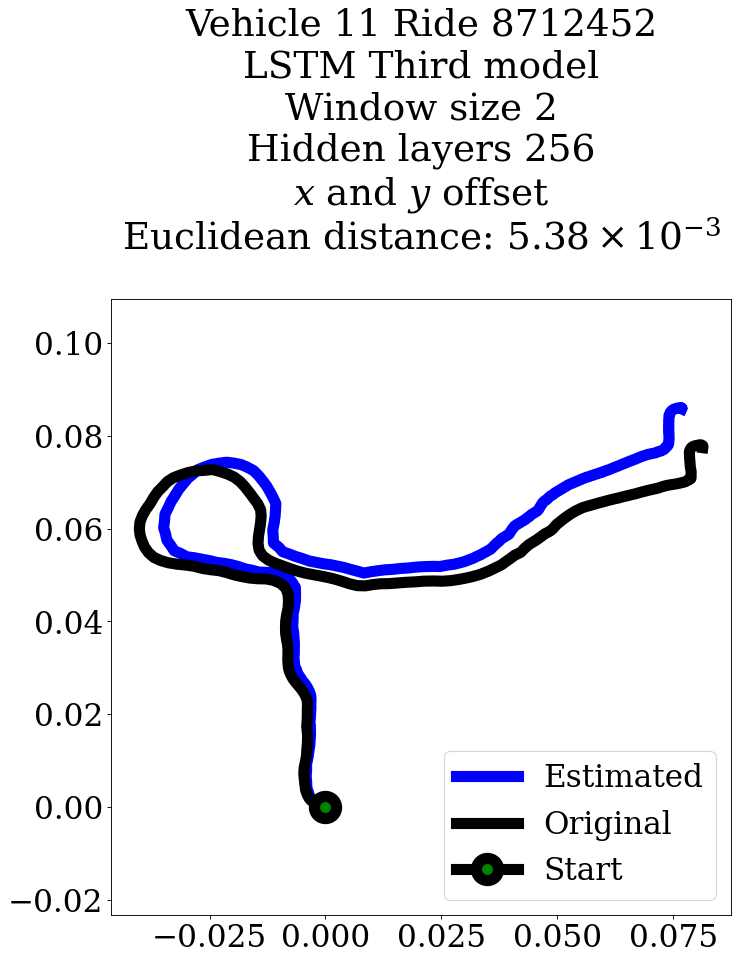 Vehicle 11 Ride 8712452
LSTM Third model
Window size 2
Hidden layers 256
x and y offset
Euclidean distance: 5.38 × 10⁻³
0.10
0.08
0.06
0.04
0.02
0.00
−0.02
Estimated
Original
Start
−0.025 0.000 0.025 0.050 0.075